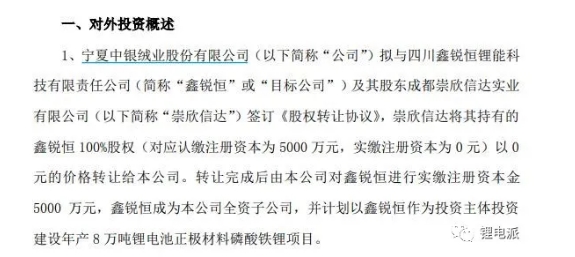 一、对外投资概述
1、宁夏中银绒业股份有限公司（以下简称“公司”）拟与四川鑫锐恒锂能科
技有限责任公司（简称“鑫锐恒”或“目标公司”）及其股东成都崇欣信达实业
有限公司（以下简称“崇欣信达”）签订《股权转让协议》，崇欣信达将其持有的
鑫锐恒 100%股权（对应认缴注册资本为 5000 万元，实缴注册资本为 0 元）以 0
元的价格转让给本公司。转让完成后由本公司对鑫锐恒进行实缴注册资本金
5000 万元，鑫锐恒成为本公司全资子公司，并计划以鑫锐恒作为投资主体投资
建设年产 8 万吨锂电池正极材料磷酸铁锂项目。
锂电派